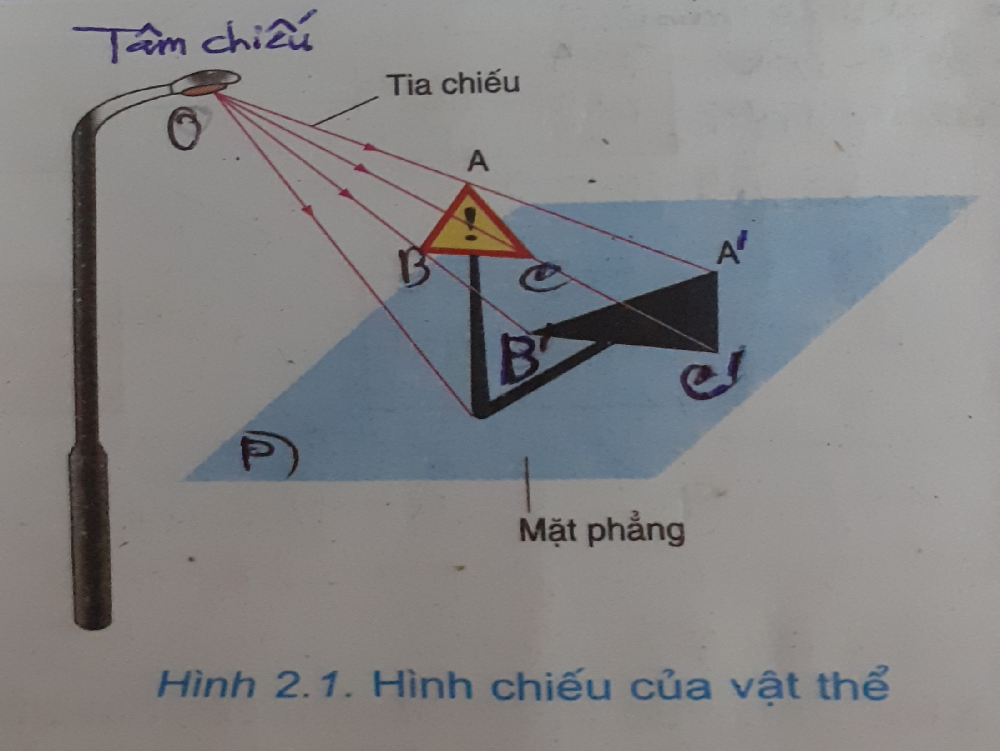 Tâm chiếu
Tia chiếu
O
A
!
A'
B
C
B'
C'
P
Mặt phẳng
Hình 2.1. Hình chiếu của vật thể